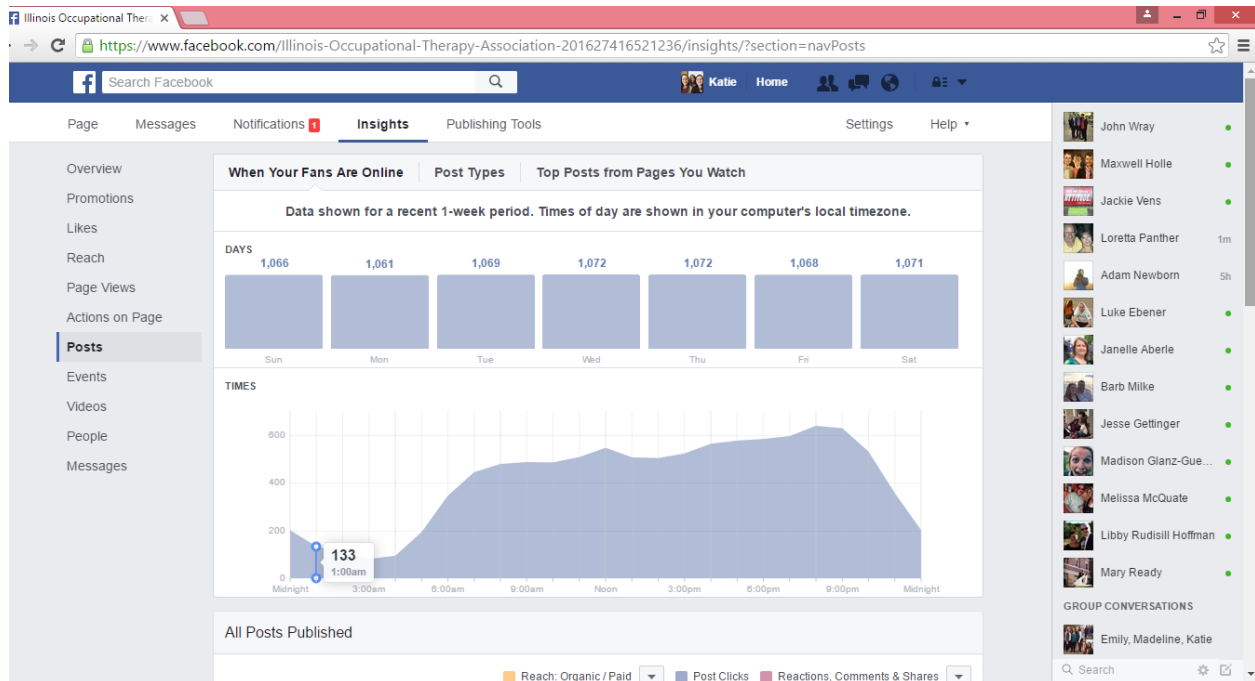 Illinois Occupational Thera
https://www.facebook.com/Illinois-Occupational-Therapy-Association-201627416521236/insights/?section=navPosts
f Search Facebook Katie Home
Page Messages Notifications 1 Insights Publishing Tools Settings Help
Overview
Promotions
Likes
Reach
Page Views
Actions on Page
Posts
Events
Videos
People
Messages
When Your Fans Are Online Post Types Top Posts from Pages You Watch
Data shown for a recent 1-week period. Times of day are shown in your computer's local timezone.
DAYS
1,066 1,061 1,069 1,072 1,072 1,068 1,071
Sun Mon Tue Wed Thu Fri Sat
TIMES
600
400
200
0
133
1:00am
Midnight 3:00am 6:00am 9:00am Noon 3:00pm 6:00pm 9:00pm Midnight
All Posts Published
Reach: Organic / Paid Post Clicks Reactions, Comments & Shares
John Wray
Maxwell Holle
Jackie Vens
Loretta Panther 1m
Adam Newborn 5h
Luke Ebener
Janelle Aberle
Barb Milke
Jesse Gettinger
Madison Glanz-Gue...
Melissa McQuate
Libby Rudisill Hoffman
Mary Ready
GROUP CONVERSATIONS
Emily, Madeline, Katie
Search